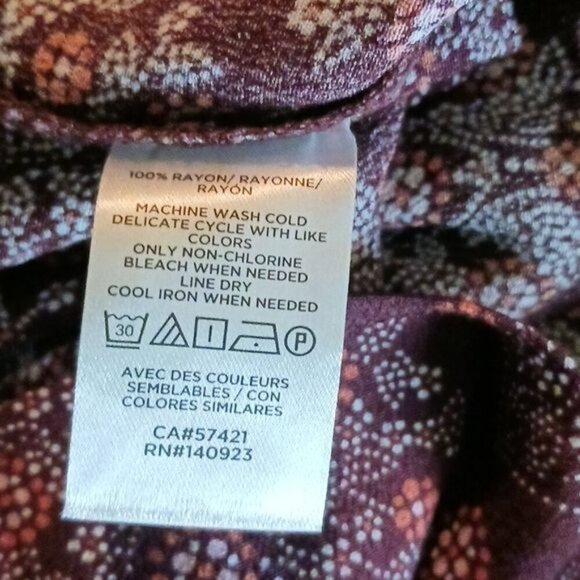 100% RAYON/ RAYONNE/
RAYÓN
MACHINE WASH COLD
DELICATE CYCLE WITH LIKE
COLORS
ONLY NON-CHLORINE
BLEACH WHEN NEEDED
LINE DRY
COOL IRON WHEN NEEDED
30 P
AVEC DES COULEURS
SEMBLABLES / CON
COLORES SIMILARES
CA#57421
RN#140923